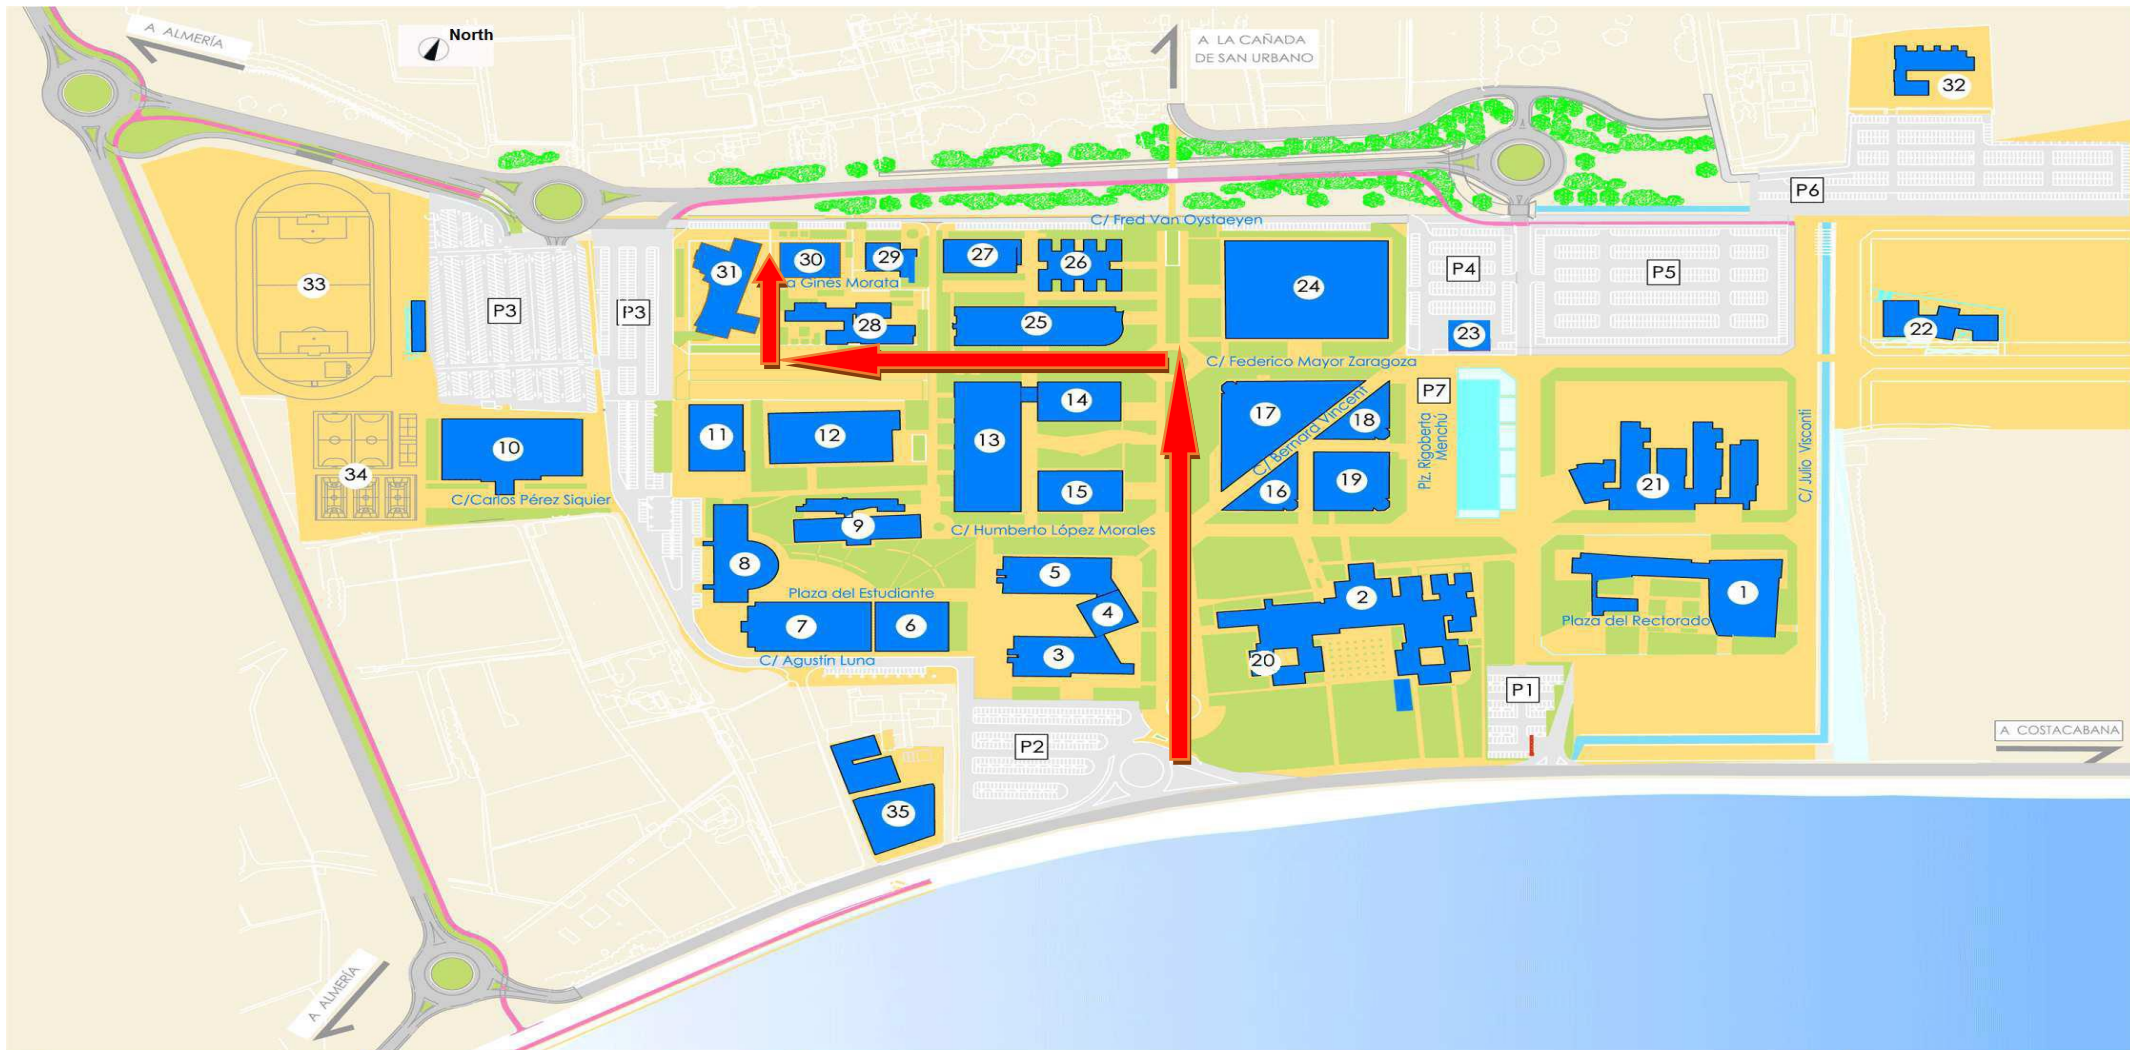 A ALMERÍA
North
A LA CAÑADA
DE SAN URBANO
32
P6
C/ Fred Van Oystaeyen
31
30
29
27
26
24
P4
P5
33
P3
P3
a Gines Morata
28
25
23
22
C/ Federico Mayor Zaragoza
P7
14
17
18
11
12
13
10
C/ Bernard Vincent
Plz. Rigoberta
Menchú
C/ Julio Visconti
34
15
16
19
21
C/Carlos Pérez Siquier
9
C/ Humberto López Morales
8
5
Plaza del Estudiante
2
1
4
7
6
Plaza del Rectorado
C/ Agustín Luna
3
20
P1
P2
A COSTACABANA
35
A ALMERÍA